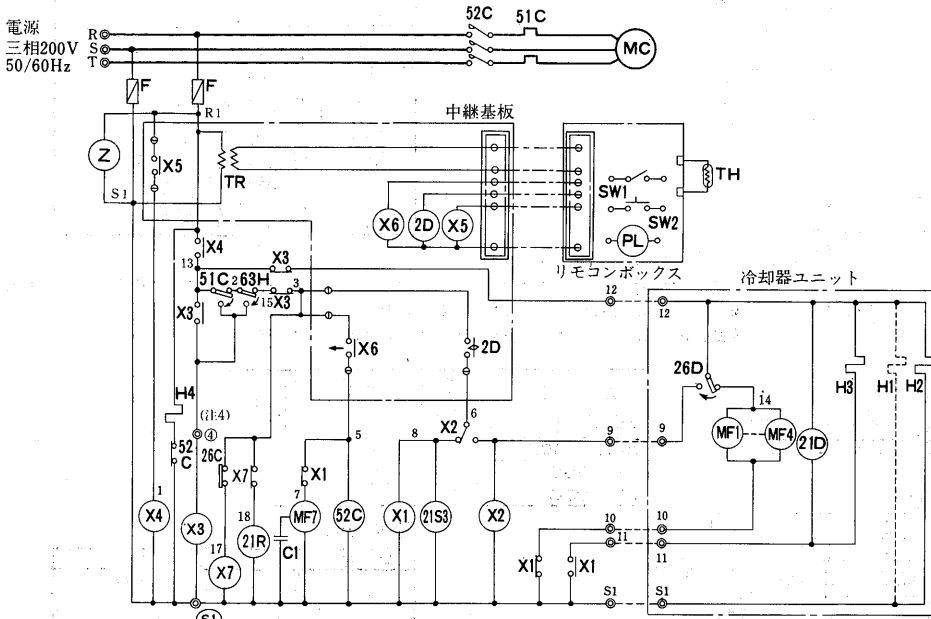 52C 51C
電源
三相200V
50/60Hz
R
S
T
MC
F F
R1
中継基板
Z
X5
TR
S1
X6 2D X5
SW1
SW2
PL
TH
リモコンボックス
冷却器ユニット
X4
13
X3
51C 2 63H
15 X3 3
X3
12 12
X6
2D
H4
(注4)
④
52C
26C
X7
X1
7
5
8
X2
6
9 9
26D
14
MF1 MF4 21D
H3 H1 H2
1
X4
X3
17
X7
18
21R
C1
MF7
52C
X1
21S3
X2
10 10
11 11
X1 X1
S1 S1
S1